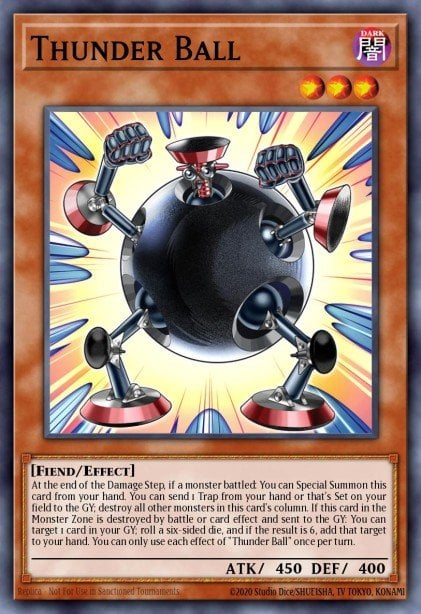 Thunder Ball
DARK
闇
[Fiend/Effect]
At the end of the Damage Step, if a monster battled: You can Special Summon this
card from your hand. You can send 1 Trap from your hand or that's Set on your
field to the GY; destroy all other monsters in this card's column. If this card in the
Monster Zone is destroyed by battle or card effect and sent to the GY: You can
target 1 card in your GY; roll a six-sided die, and if the result is 6, add that target
to your hand. You can only use each effect of "Thunder Ball" once per turn.
ATK/ 450 DEF/ 400
Replica - Not For Use in Sanctioned Tournaments
©2020 Studio Dice/SHUEISHA, TV TOKYO, KONAMI